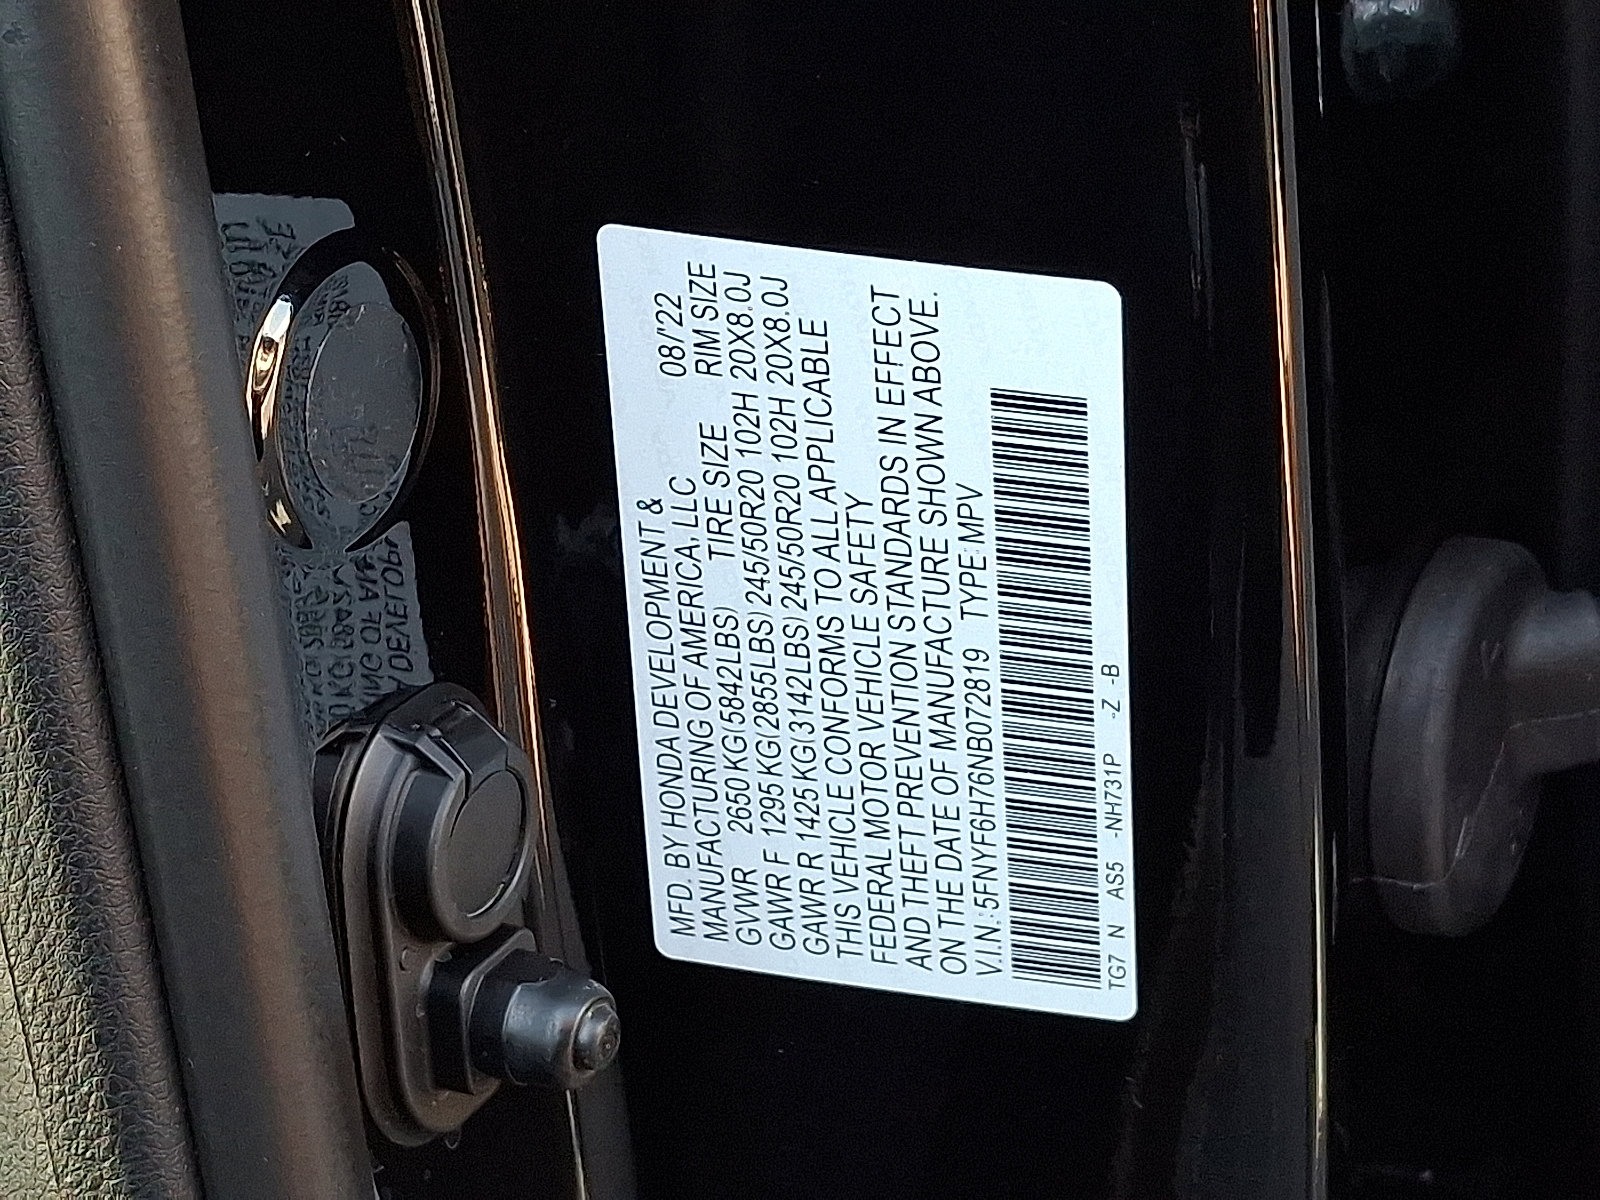 MFD. BY HONDA DEVELOPMENT &
MANUFACTURING OF AMERICA, LLC 08/'22
GVWR 2650 KG(5842LBS) TIRE SIZE RIM SIZE
GAWR F 1295 KG(2855LBS) 245/50R20 102H 20X8.0J
GAWR R 1425 KG(3142LBS) 245/50R20 102H 20X8.0J
THIS VEHICLE CONFORMS TO ALL APPLICABLE
FEDERAL MOTOR VEHICLE SAFETY
AND THEFT PREVENTION STANDARDS IN EFFECT
ON THE DATE OF MANUFACTURE SHOWN ABOVE.
V.I.N.: 5FNYF6H76NB072819 TYPE: MPV
TG7 N AS5 -NH731P -Z -B